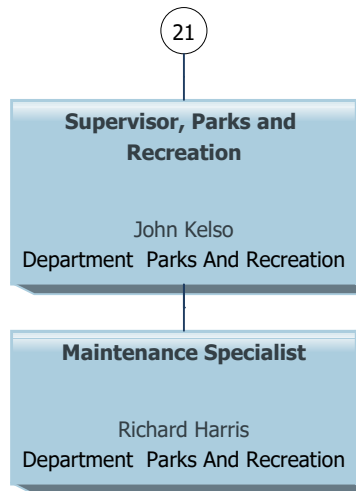 21
Supervisor, Parks and
Recreation
John Kelso
Department  Parks And Recreation
Maintenance Specialist
Richard Harris
Department  Parks And Recreation